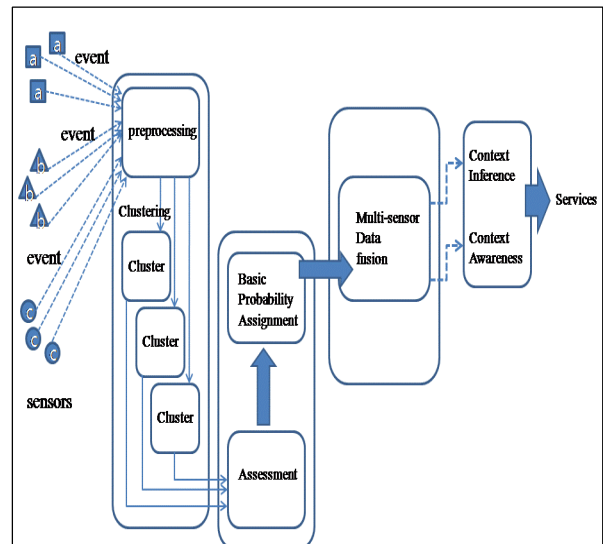 a
a
event
a
preprocessing
event
b
b
b
Clustering
event
Cluster
c
c
c
Cluster
sensors
Cluster
Basic
Probability
Assignment
Assessment
Multi-sensor
Data
fusion
Context
Inference
Context
Awareness
Services